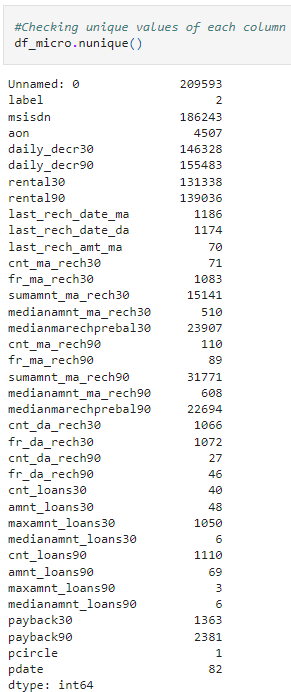 #Checking unique values of each column
df_micro.nunique()
Unnamed: 0 209593
label 2
msisdn 186243
aon 4507
daily_decr30 146328
daily_decr90 155483
rental30 131338
rental90 139036
last_rech_date_ma 1186
last_rech_date_da 1174
last_rech_amt_ma 70
cnt_ma_rech30 71
fr_ma_rech30 1083
sumamnt_ma_rech30 15141
medianamnt_ma_rech30 510
medianmarechprebal30 23907
cnt_ma_rech90 110
fr_ma_rech90 89
sumamnt_ma_rech90 31771
medianamnt_ma_rech90 608
medianmarechprebal90 22694
cnt_da_rech30 1066
fr_da_rech30 1072
cnt_da_rech90 27
fr_da_rech90 46
cnt_loans30 40
amnt_loans30 48
maxamnt_loans30 1050
medianamnt_loans30 6
cnt_loans90 1110
amnt_loans90 69
maxamnt_loans90 3
medianamnt_loans90 6
payback30 1363
payback90 2381
pcircle 1
pdate 82
dtype: int64